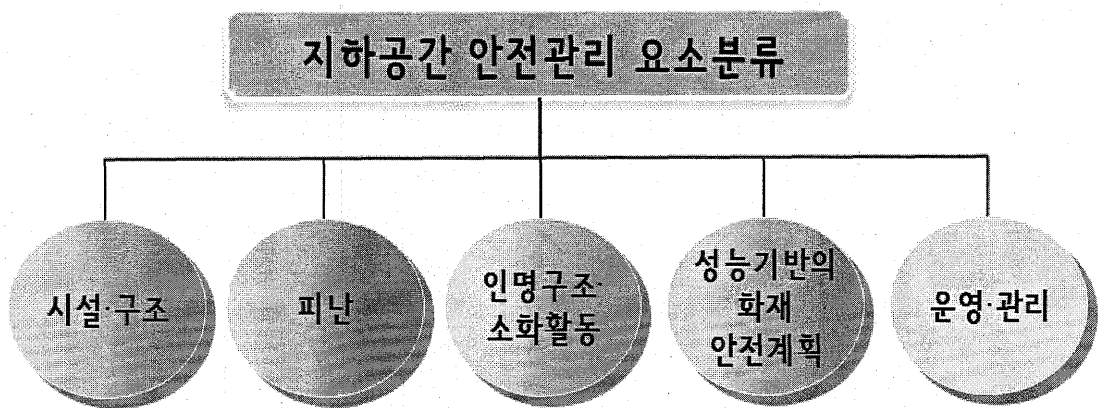 지하공간 안전관리 요소분류
시설·구조
피난
인명구조·
소화활동
성능기반의
화재
안전계획
운영·관리